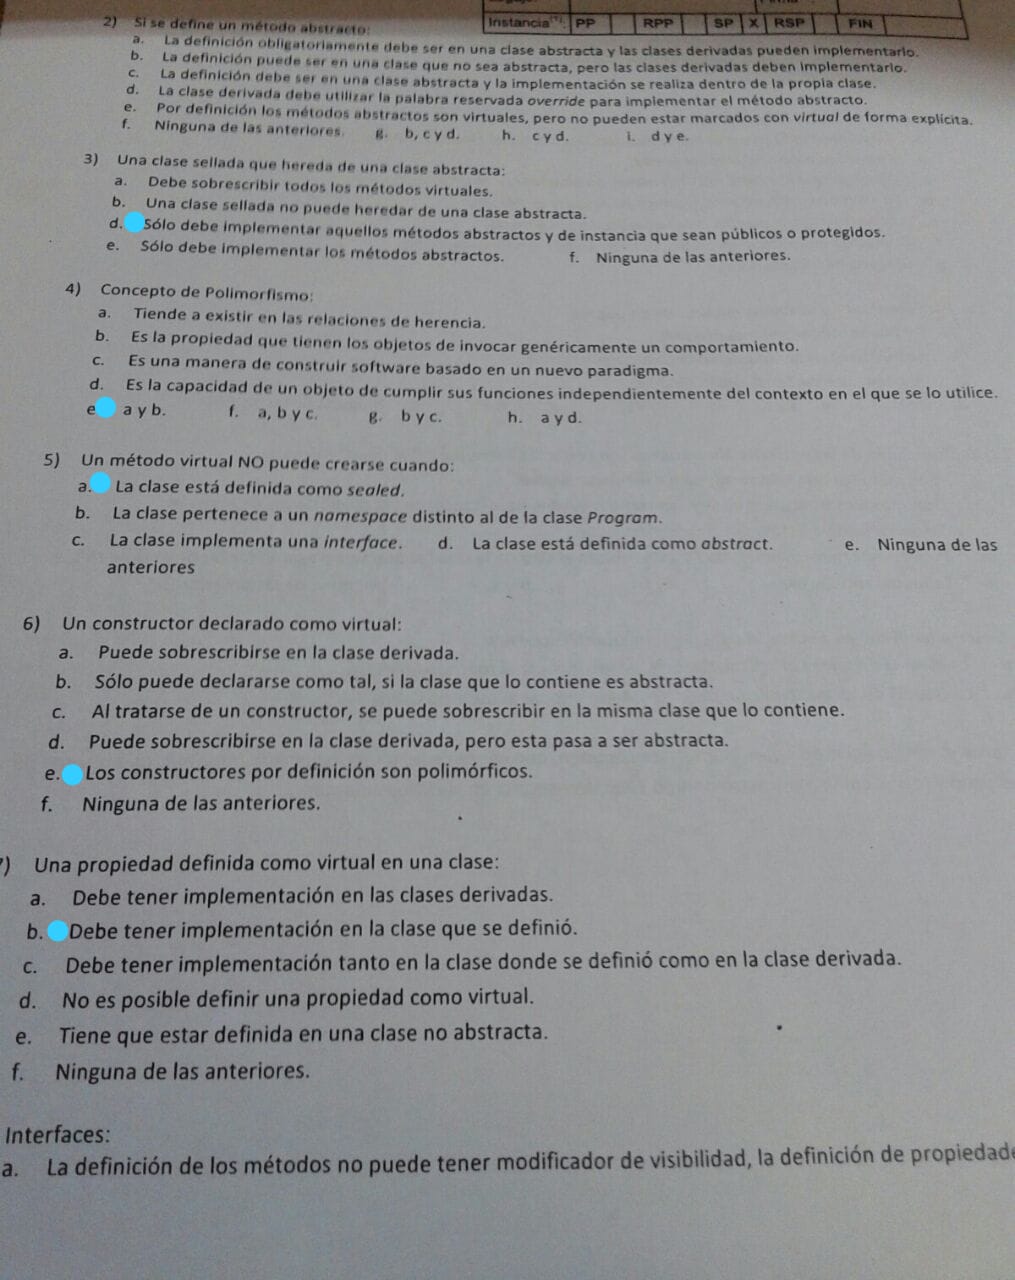 Instancia(1): PP RPP SP X RSP FIN
2) Si se define un método abstracto:
a. La definición obligatoriamente debe ser en una clase abstracta y las clases derivadas pueden implementarlo.
b. La definición puede ser en una clase que no sea abstracta, pero las clases derivadas deben implementarlo.
c. La definición debe ser en una clase abstracta y la implementación se realiza dentro de la propia clase.
d. La clase derivada debe utilizar la palabra reservada override para implementar el método abstracto.
e. Por definición los métodos abstractos son virtuales, pero no pueden estar marcados con virtual de forma explícita.
f. Ninguna de las anteriores. g. b, c y d. h. c y d. i. d y e.
3) Una clase sellada que hereda de una clase abstracta:
a. Debe sobrescribir todos los métodos virtuales.
b. Una clase sellada no puede heredar de una clase abstracta.
d. Sólo debe implementar aquellos métodos abstractos y de instancia que sean públicos o protegidos.
e. Sólo debe implementar los métodos abstractos. f. Ninguna de las anteriores.
4) Concepto de Polimorfismo:
a. Tiende a existir en las relaciones de herencia.
b. Es la propiedad que tienen los objetos de invocar genéricamente un comportamiento.
c. Es una manera de construir software basado en un nuevo paradigma.
d. Es la capacidad de un objeto de cumplir sus funciones independientemente del contexto en el que se lo utilice.
e a y b. f. a, b y c. g. b y c. h. a y d.
5) Un método virtual NO puede crearse cuando:
a. La clase está definida como sealed.
b. La clase pertenece a un namespace distinto al de la clase Program.
c. La clase implementa una interface. d. La clase está definida como abstract. e. Ninguna de las
anteriores
6) Un constructor declarado como virtual:
a. Puede sobrescribirse en la clase derivada.
b. Sólo puede declararse como tal, si la clase que lo contiene es abstracta.
c. Al tratarse de un constructor, se puede sobrescribir en la misma clase que lo contiene.
d. Puede sobrescribirse en la clase derivada, pero esta pasa a ser abstracta.
e. Los constructores por definición son polimórficos.
f. Ninguna de las anteriores.
7) Una propiedad definida como virtual en una clase:
a. Debe tener implementación en las clases derivadas.
b. Debe tener implementación en la clase que se definió.
c. Debe tener implementación tanto en la clase donde se definió como en la clase derivada.
d. No es posible definir una propiedad como virtual.
e. Tiene que estar definida en una clase no abstracta.
f. Ninguna de las anteriores.
Interfaces:
a. La definición de los métodos no puede tener modificador de visibilidad, la definición de propiedade